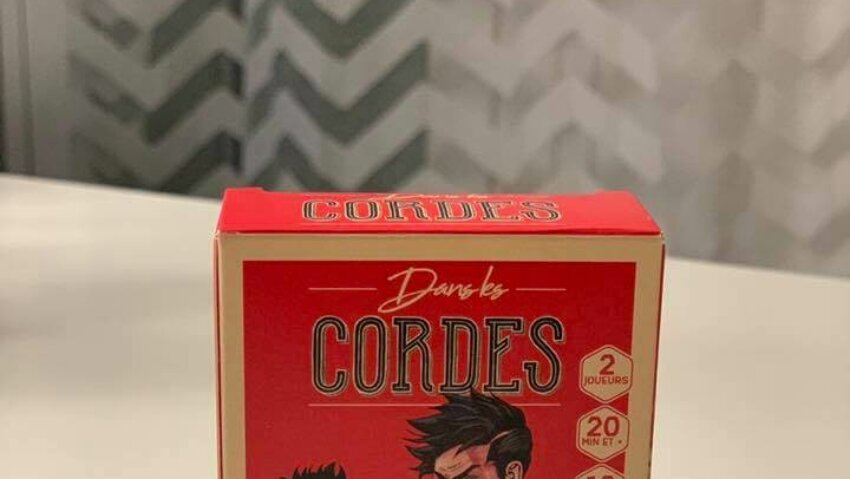 Dans les
CORDES
Dans les
CORDES
2
JOUEURS
20
MIN ET +